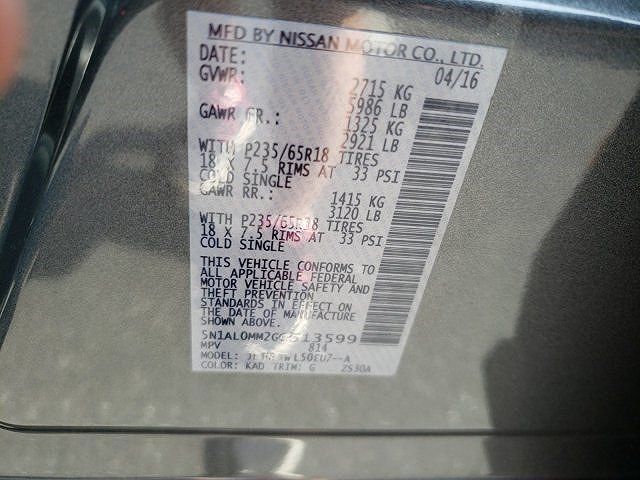 MFD BY NISSAN MOTOR CO., LTD.
DATE: 04/16
GVWR: 2715 KG
5986 LB
GAWR FR.: 1325 KG
2921 LB
WITH P235/65R18 TIRES
18 X 7.5 RIMS AT 33 PSI
COLD SINGLE
GAWR RR.: 1415 KG
3120 LB
WITH P235/65R18 TIRES
18 X 7.5 RIMS AT 33 PSI
COLD SINGLE
THIS VEHICLE CONFORMS TO
ALL APPLICABLE FEDERAL
MOTOR VEHICLE SAFETY AND
THEFT PREVENTION
STANDARDS IN EFFECT ON
THE DATE OF MANUFACTURE
SHOWN ABOVE.
MPV 814
MODEL:
COLOR: KAD TRIM: G ZS30A